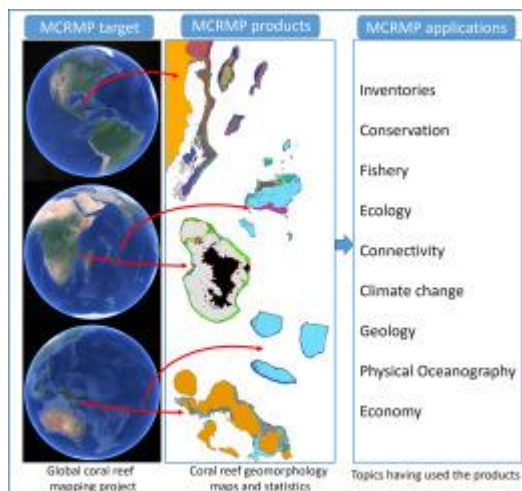 MCRMP target
MCRMP products
MCRMP applications
Inventories
Conservation
Fishery
Ecology
Connectivity
Climate change
Geology
Physical Oceanography
Economy
Global coral reef
mapping project
Coral reef geomorphology
maps and statistics
Topics having used the products